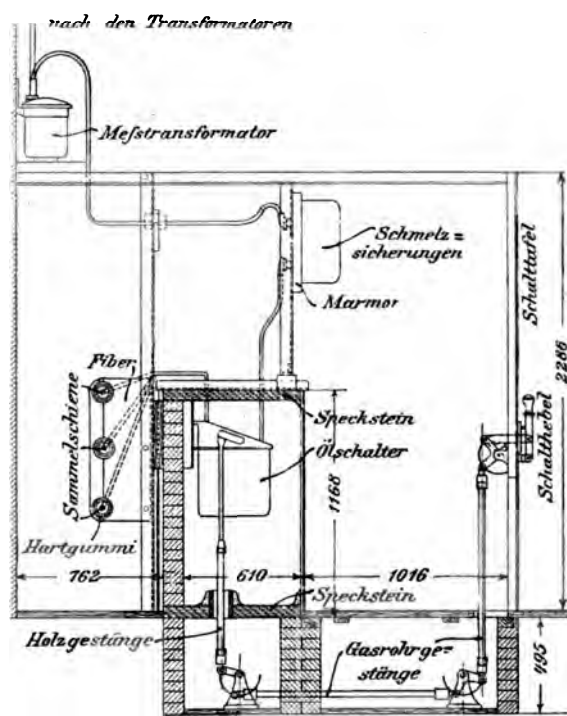 nach den Transformatoren
Meßstransformator
Schmelz=
sicherungen
Marmor
Schalttafel
2286
Fiber
Sammelschiene
Speckstein
Ölschalter
Schalthebel
1168
Hartgummi
762
610
1016
Speckstein
Holzgestänge
Gasrohrge=
stänge
495